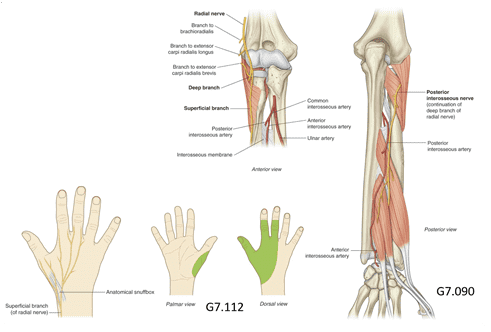 Radial nerve
Branch to
brachoradialis
Branch to extensor
carpi radialis longus
Branch to extensor
carpi radialis brevis
Deep branch
Superficial branch
Posterior
interosseous artery
Interosseous membrane
Common
interosseous artery
Anterior
interosseous artery
Ulnar artery
Anterior view
Posterior
interosseous nerve
(continuation of
deep branch of
radial nerve)
Posterior
interosseous artery
Posterior view
Anterior
interosseous artery
G7.090
Anatomical snuffbox
Superficial branch
(of radial nerve)
Palmar view
G7.112
Dorsal view